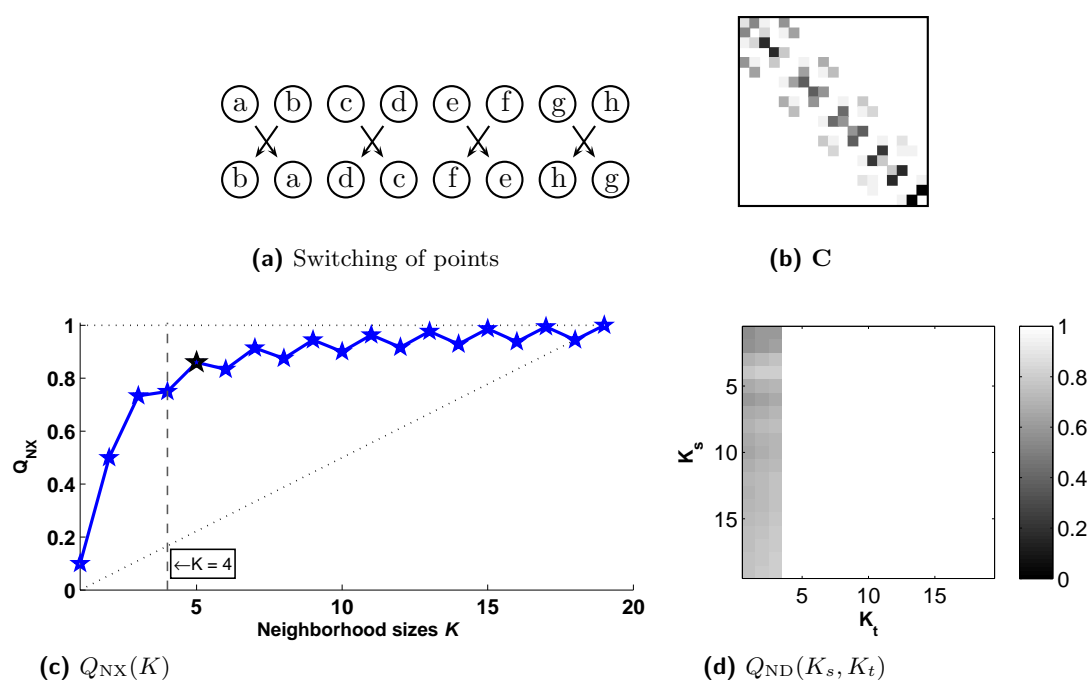 a b c d e f g h
b a d c f e h g
(a) Switching of points
(b) C
1
0.8
0.6
0.4
0.2
0
Q_NX
←K = 4
5 10 15 20
Neighborhood sizes K
(c) Q_NX(K)
5
10
15
K_s
5 10 15
K_t
1
0.8
0.6
0.4
0.2
0
(d) Q_ND(K_s, K_t)